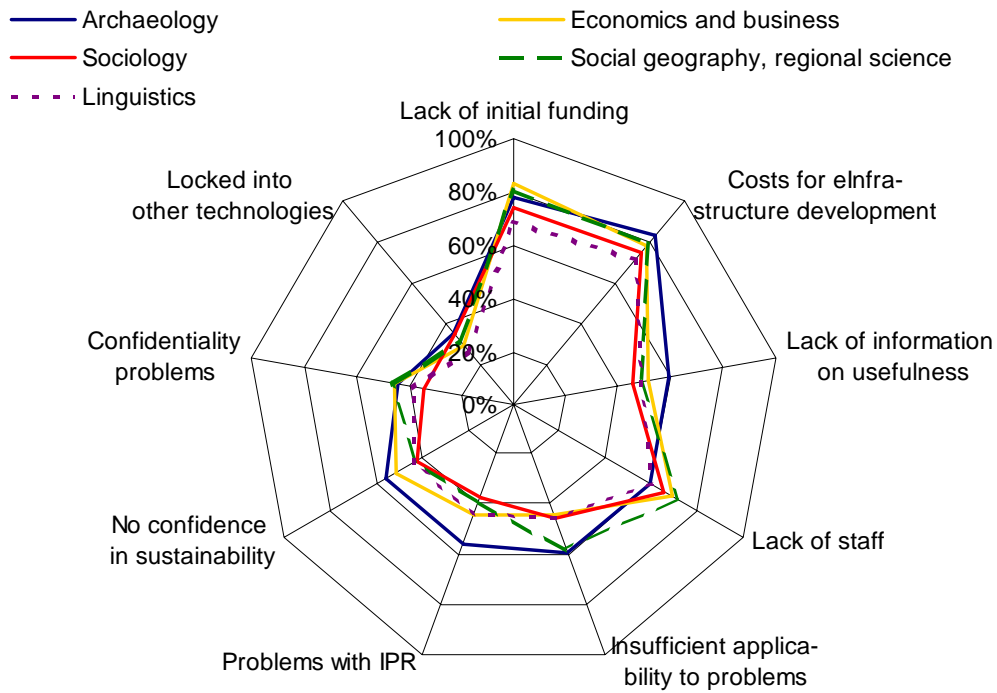 Archaeology
Economics and business
Sociology
Social geography, regional science
Linguistics
Lack of initial funding
100%
Locked into
other technologies
Costs for eInfra-
structure development
80%
60%
40%
Confidentiality
problems
Lack of information
on usefulness
20%
0%
No confidence
in sustainability
Lack of staff
Problems with IPR
Insufficient applica-
bility to problems